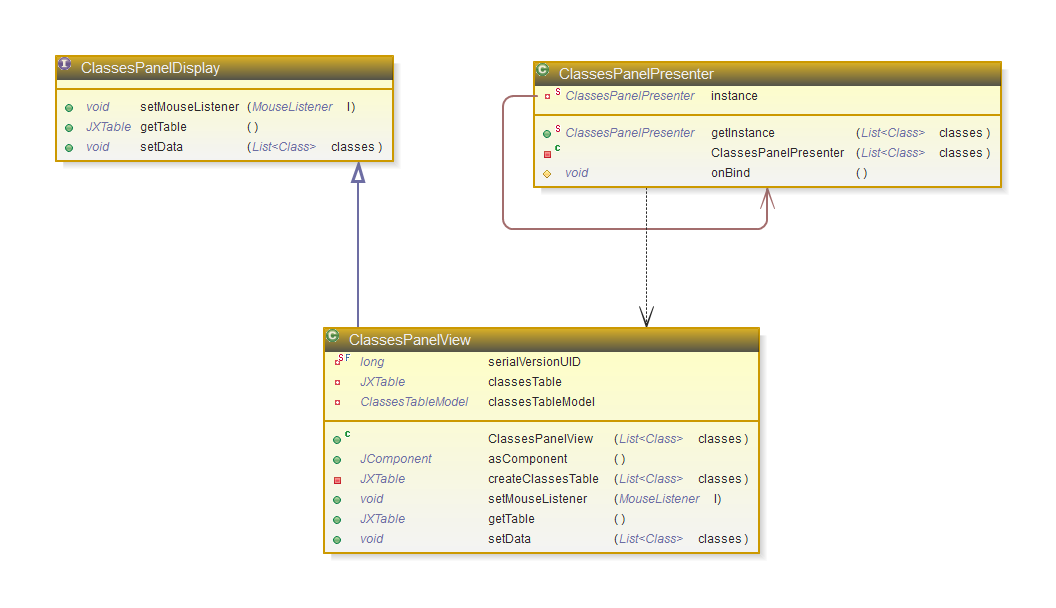 I ClassesPanelDisplay
void setMouseListener (MouseListener l)
JXTable getTable ()
void setData (List<Class> classes )
C ClassesPanelPresenter
S ClassesPanelPresenter instance
S ClassesPanelPresenter getInstance (List<Class> classes )
c ClassesPanelPresenter (List<Class> classes )
void onBind ()
C ClassesPanelView
S F long serialVersionUID
JXTable classesTable
ClassesTableModel classesTableModel
c ClassesPanelView (List<Class> classes )
JComponent asComponent ()
JXTable createClassesTable (List<Class> classes )
void setMouseListener (MouseListener l)
JXTable getTable ()
void setData (List<Class> classes )